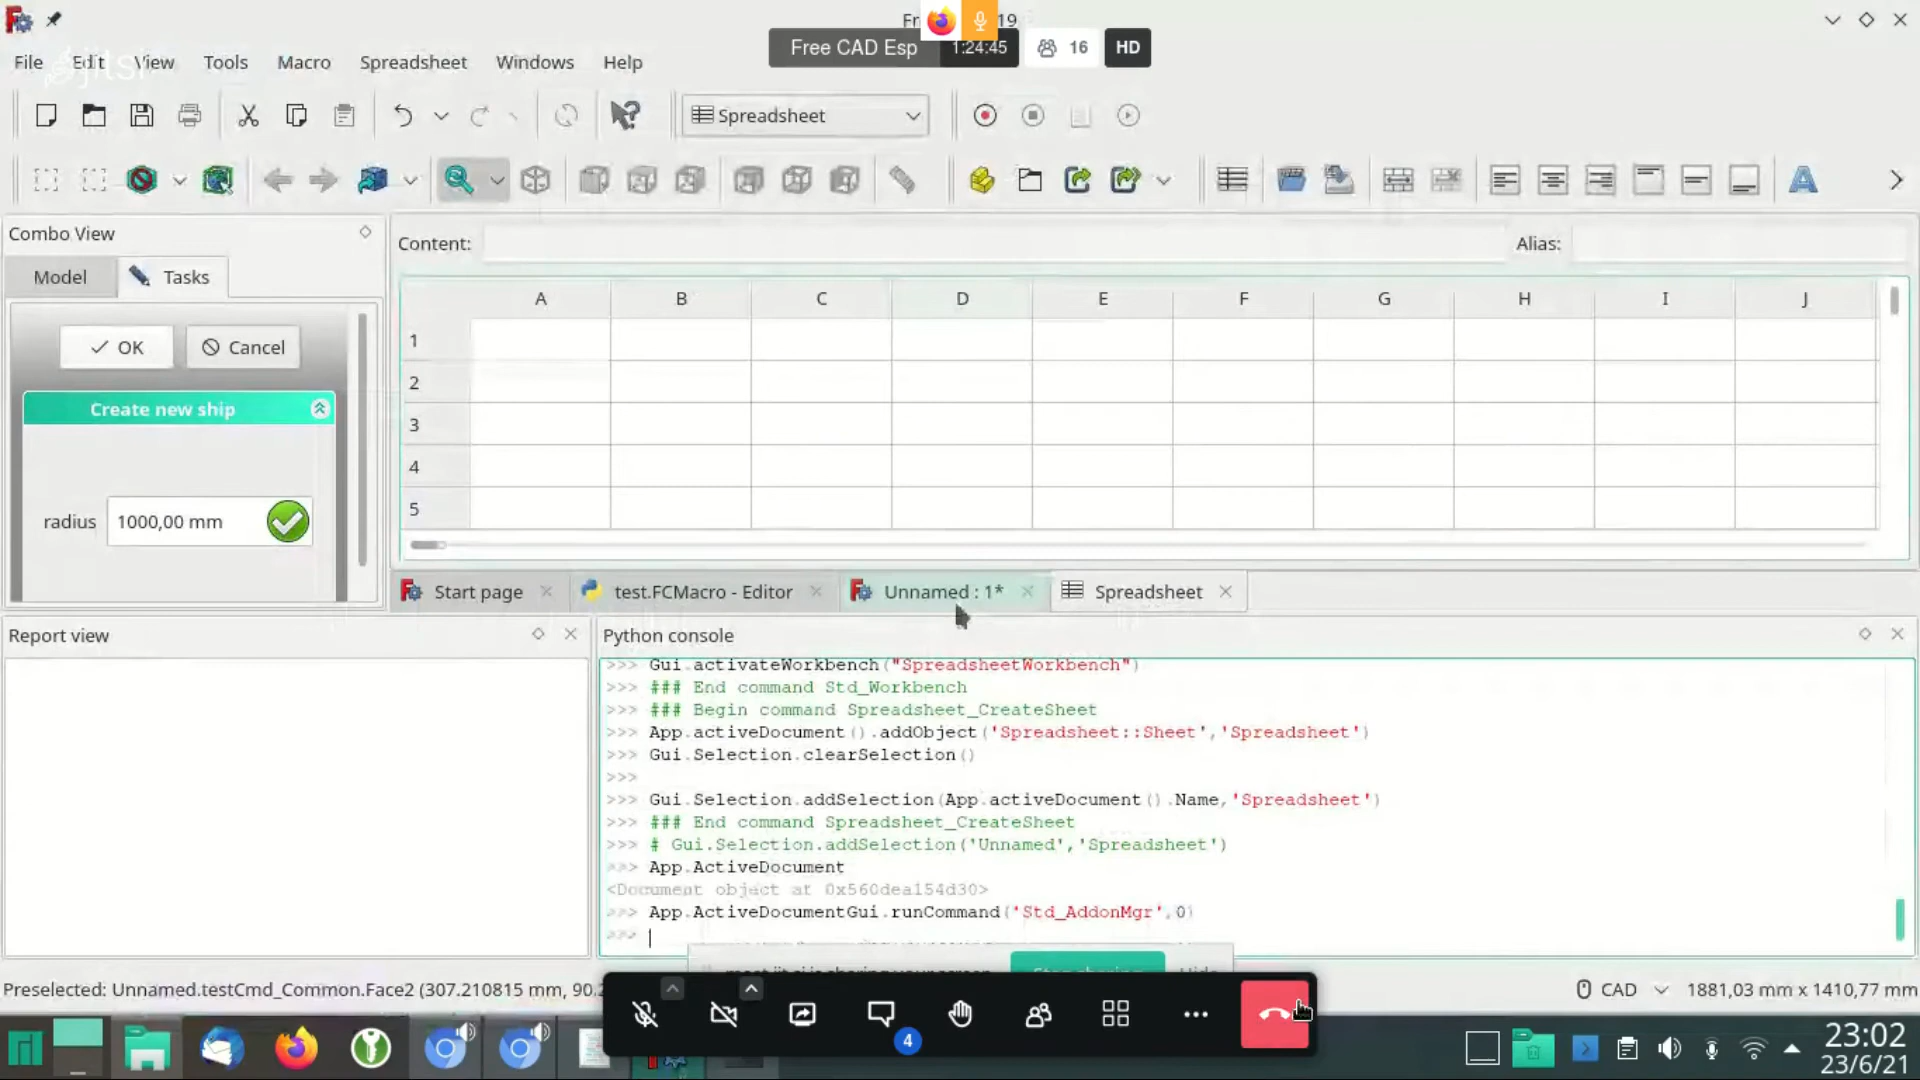 19
Free CAD Esp 1:24:45 16 HD
File Edit View Tools Macro Spreadsheet Windows Help
jitsi
Spreadsheet
Combo View
Content:
Alias:
Model Tasks
A B C D E F G H I J
1
2
3
4
5
OK Cancel
Create new ship
radius 1000,00 mm
Start page test.FCMacro - Editor Unnamed : 1* Spreadsheet
Report view
Python console
>>> Gui.activateWorkbench("SpreadsheetWorkbench")
>>> ### End command Std_Workbench
>>> ### Begin command Spreadsheet_CreateSheet
>>> App.activeDocument().addObject('Spreadsheet::Sheet','Spreadsheet')
>>> Gui.Selection.clearSelection()
>>>
>>> Gui.Selection.addSelection(App.activeDocument().Name,'Spreadsheet')
>>> ### End command Spreadsheet_CreateSheet
>>> # Gui.Selection.addSelection('Unnamed','Spreadsheet')
>>> App.ActiveDocument
<Document object at 0x560dea154d30>
>>> App.ActiveDocumentGui.runCommand('Std_AddonMgr',0)
>>>
Preselected: Unnamed.testCmd_Common.Face2 (307.210815 mm, 90.2
CAD 1881,03 mm x 1410,77 mm
4
23:02
23/6/21